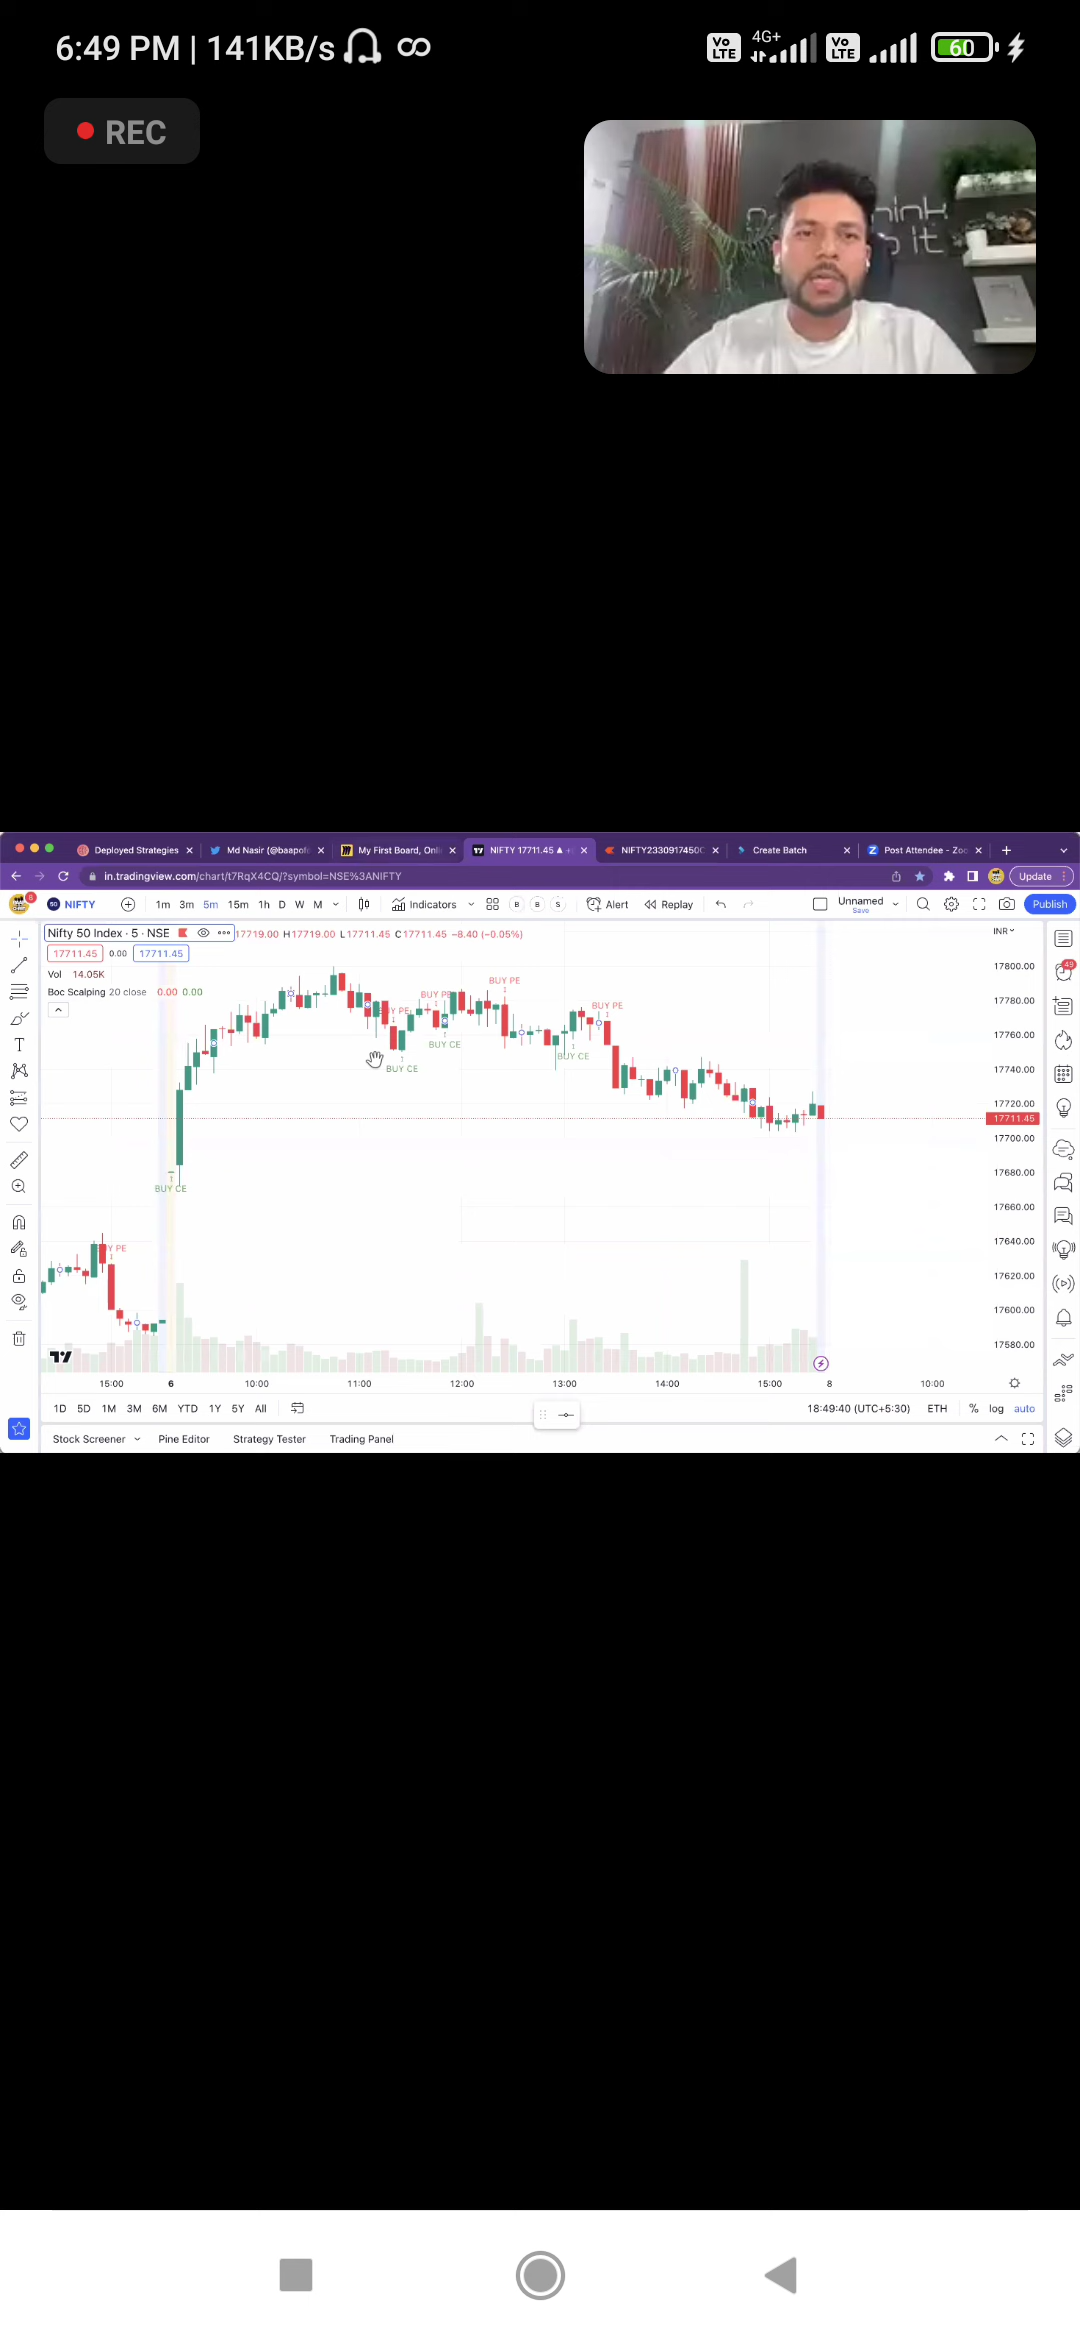 6:49 PM | 141KB/s
Vo LTE 4G+ Vo LTE 60
REC
Deployed Strategies
Md Nasir (@baapof
My First Board, Onli
NIFTY 17711.45 ▲
NIFTY2330917450C
Create Batch
Post Attendee - Zoo
in.tradingview.com/chart/t7RqX4CQ/?symbol=NSE%3ANIFTY
Update
NIFTY 1m 3m 5m 15m 1h D W M Indicators B B S Alert Replay Unnamed Save Publish
Nifty 50 Index · 5 · NSE 17719.00 H17719.00 L17711.45 C17711.45 −8.40 (−0.05%) INR
17711.45 0.00 17711.45
Vol 14.05K
Boc Scalping 20 close 0.00 0.00
17800.00
17780.00
17760.00
17740.00
17720.00
17711.45
17700.00
17680.00
17660.00
17640.00
17620.00
17600.00
17580.00
BUY PE
BUY PE
BUY PE
BUY CE
BUY CE
BUY CE
BUY CE
49
15:00 6 10:00 11:00 12:00 13:00 14:00 15:00 8 10:00
1D 5D 1M 3M 6M YTD 1Y 5Y All 18:49:40 (UTC+5:30) ETH % log auto
Stock Screener Pine Editor Strategy Tester Trading Panel